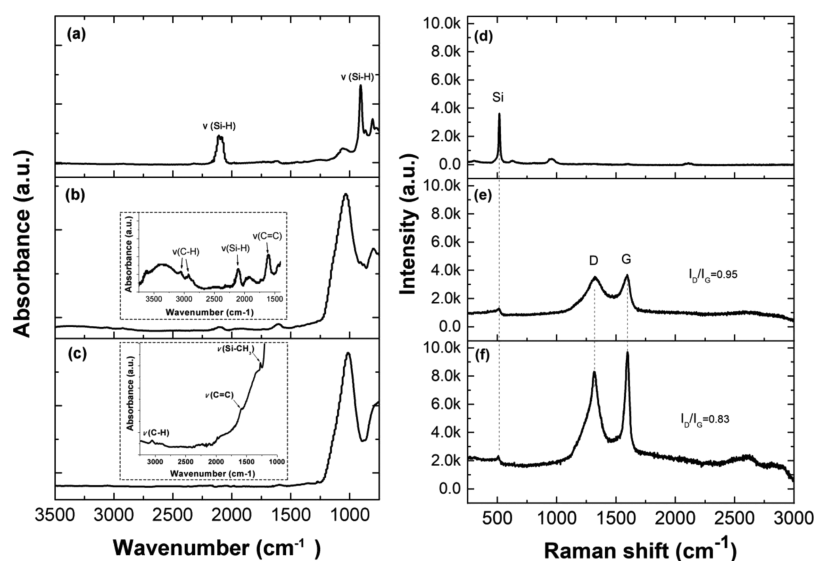 (a)
ν (Si-H)
ν (Si-H)
(b)
Absorbance (a.u.)
ν(C-H)
ν(Si-H)
ν(C=C)
3500 3000 2500 2000 1500
Wavenumber (cm-1)
(c)
Absorbance (a.u.)
ν(C-H)
ν(C=C)
ν(Si-CH3)
3000 2500 2000 1500 1000
Wavenumber (cm-1)
Absorbance (a.u.)
3500 3000 2500 2000 1500 1000
Wavenumber (cm-1)
(d)
10.0k
8.0k
6.0k
4.0k
2.0k
0.0
Si
(e)
10.0k
8.0k
6.0k
4.0k
2.0k
0.0
D G
ID/IG=0.95
(f)
10.0k
8.0k
6.0k
4.0k
2.0k
0.0
ID/IG=0.83
Intensity (a.u.)
500 1000 1500 2000 2500 3000
Raman shift (cm-1)